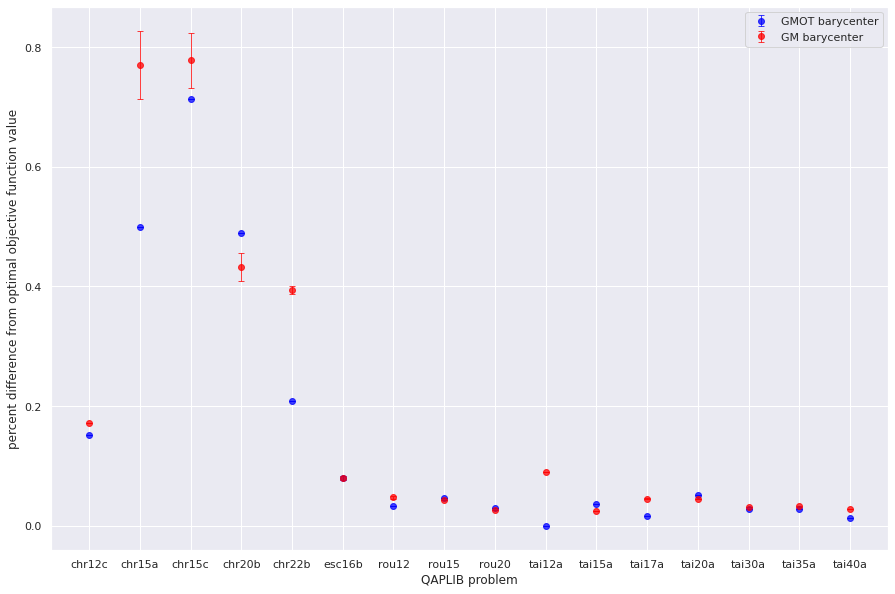 GMOT barycenter
GM barycenter
percent difference from optimal objective function value
0.8
0.6
0.4
0.2
0.0
chr12c chr15a chr15c chr20b chr22b esc16b rou12 rou15 rou20 tai12a tai15a tai17a tai20a tai30a tai35a tai40a
QAPLIB problem